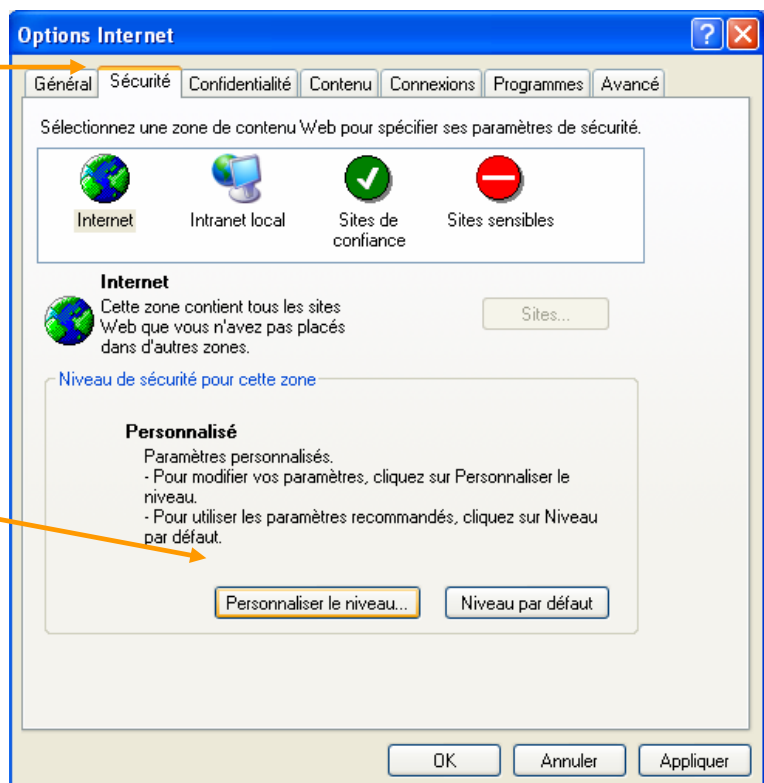 Options Internet
Général Sécurité Confidentialité Contenu Connexions Programmes Avancé
Sélectionnez une zone de contenu Web pour spécifier ses paramètres de sécurité.
Internet Intranet local Sites de confiance Sites sensibles
Internet
Cette zone contient tous les sites
Web que vous n'avez pas placés
dans d'autres zones.
Sites...
Niveau de sécurité pour cette zone
Personnalisé
Paramètres personnalisés.
- Pour modifier vos paramètres, cliquez sur Personnaliser le
niveau.
- Pour utiliser les paramètres recommandés, cliquez sur Niveau
par défaut.
Personnaliser le niveau... Niveau par défaut
OK Annuler Appliquer